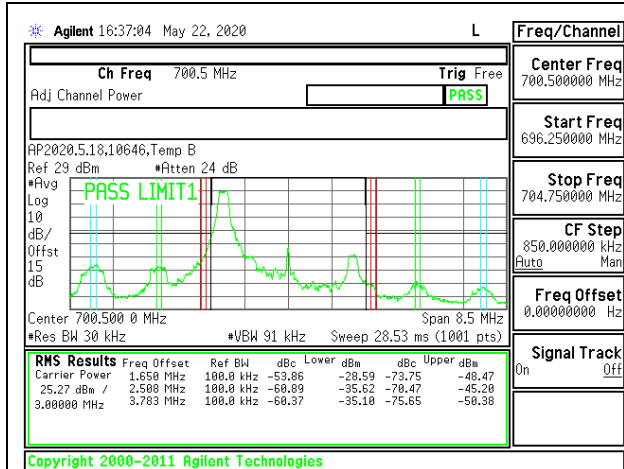 Agilent 16:37:04 May 22, 2020 L
Freq/Channel
Ch Freq 700.5 MHz Trig Free
Adj Channel Power PASS
AP2020.5.18,10646,Temp B
Ref 29 dBm #Atten 24 dB
#Avg
Log
10
dB/
Offst
15
dB
PASS LIMIT1
Center 700.500 0 MHz Span 8.5 MHz
#Res BW 30 kHz #VBW 91 kHz Sweep 28.53 ms (1001 pts)
RMS Results Freq Offset Ref BW dBc Lower dBm dBc Upper dBm
Carrier Power 1.650 MHz 100.0 kHz -53.86 -28.59 -73.75 -48.47
25.27 dBm / 2.508 MHz 100.0 kHz -60.89 -35.62 -70.47 -45.20
3.00000 MHz 3.783 MHz 100.0 kHz -60.37 -35.10 -75.65 -50.38
Center Freq
700.500000 MHz
Start Freq
696.250000 MHz
Stop Freq
704.750000 MHz
CF Step
850.000000 kHz
Auto Man
Freq Offset
0.00000000 Hz
Signal Track
On Off
Copyright 2000-2011 Agilent Technologies